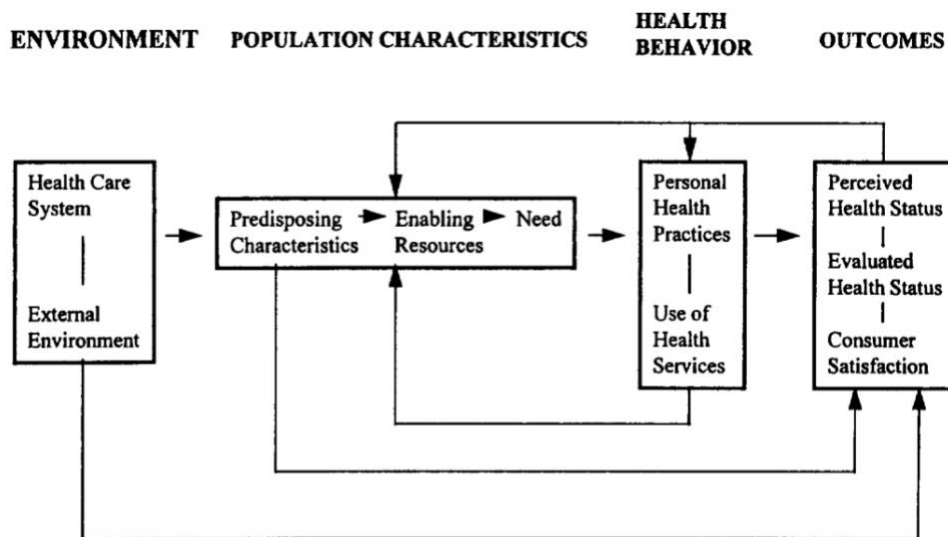 ENVIRONMENT
POPULATION CHARACTERISTICS
HEALTH
BEHAVIOR
OUTCOMES
Health Care
System
External
Environment
Predisposing
Characteristics
Enabling
Resources
Need
Personal
Health
Practices
Use of
Health
Services
Perceived
Health Status
Evaluated
Health Status
Consumer
Satisfaction